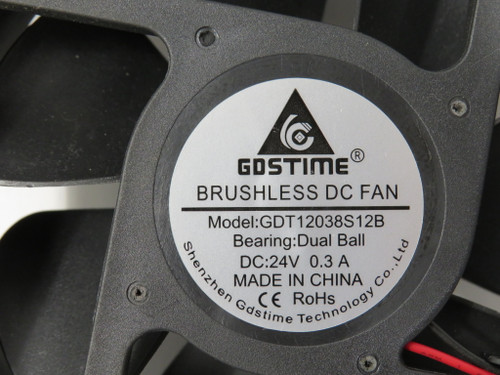 GDSTIME®
BRUSHLESS DC FAN
Model:GDT12038S12B
Bearing:Dual Ball
DC:24V 0.3 A
MADE IN CHINA
CE RoHs
Shenzhen Gdstime Technology Co.,Ltd